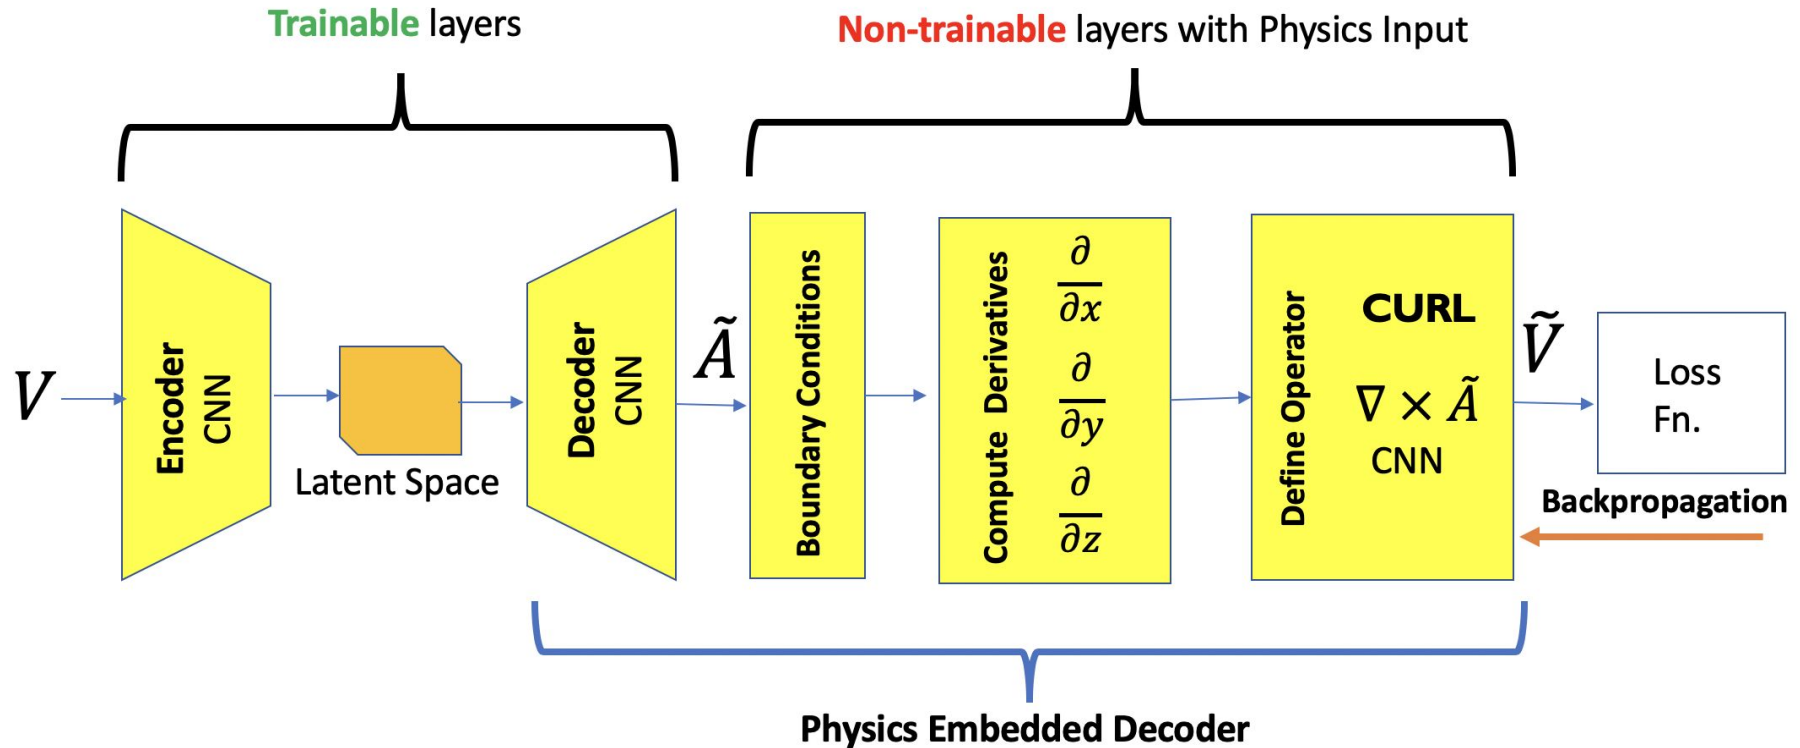 Trainable layers
Non-trainable layers with Physics Input
V
Encoder
CNN
Latent Space
Decoder
CNN
Ã
Boundary Conditions
Compute Derivatives
∂/∂x
∂/∂y
∂/∂z
Define Operator
CURL
∇ × Ã
CNN
Ṽ
Loss
Fn.
Backpropagation
Physics Embedded Decoder